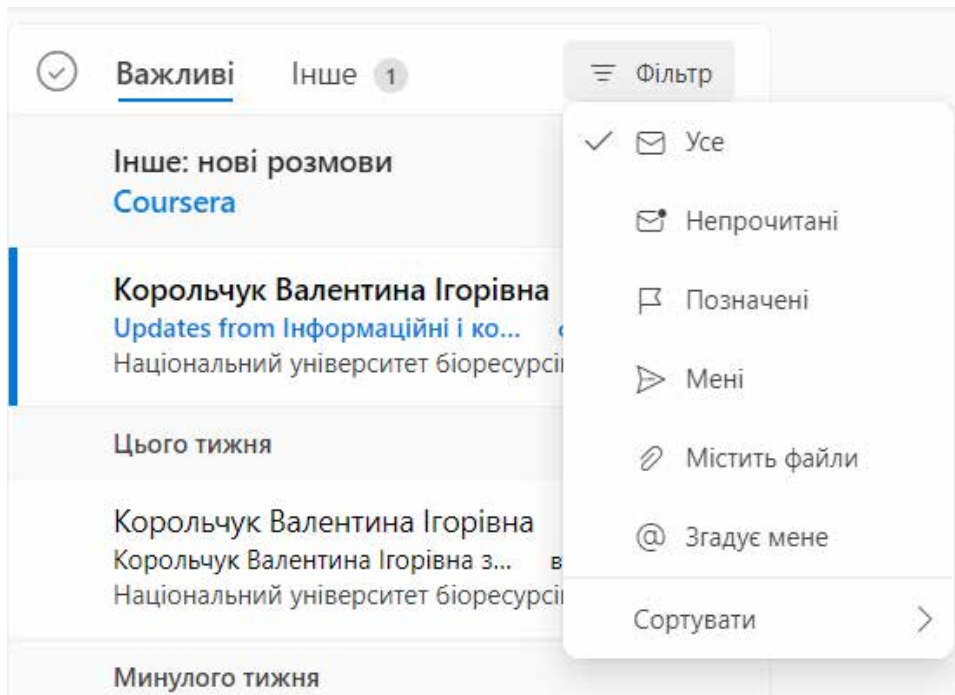 Важливі Інше 1 Фільтр
Інше: нові розмови
Coursera
Корольчук Валентина Ігорівна
Updates from Інформаційні і ко...
Національний університет
Цього тижня
Корольчук Валентина Ігорівна
Корольчук Валентина Ігорівна з...
Національний університет
Минулого тижня
Усе
Непрочитані
Позначені
Мені
Містить файли
@ Згадує мене
Сортувати